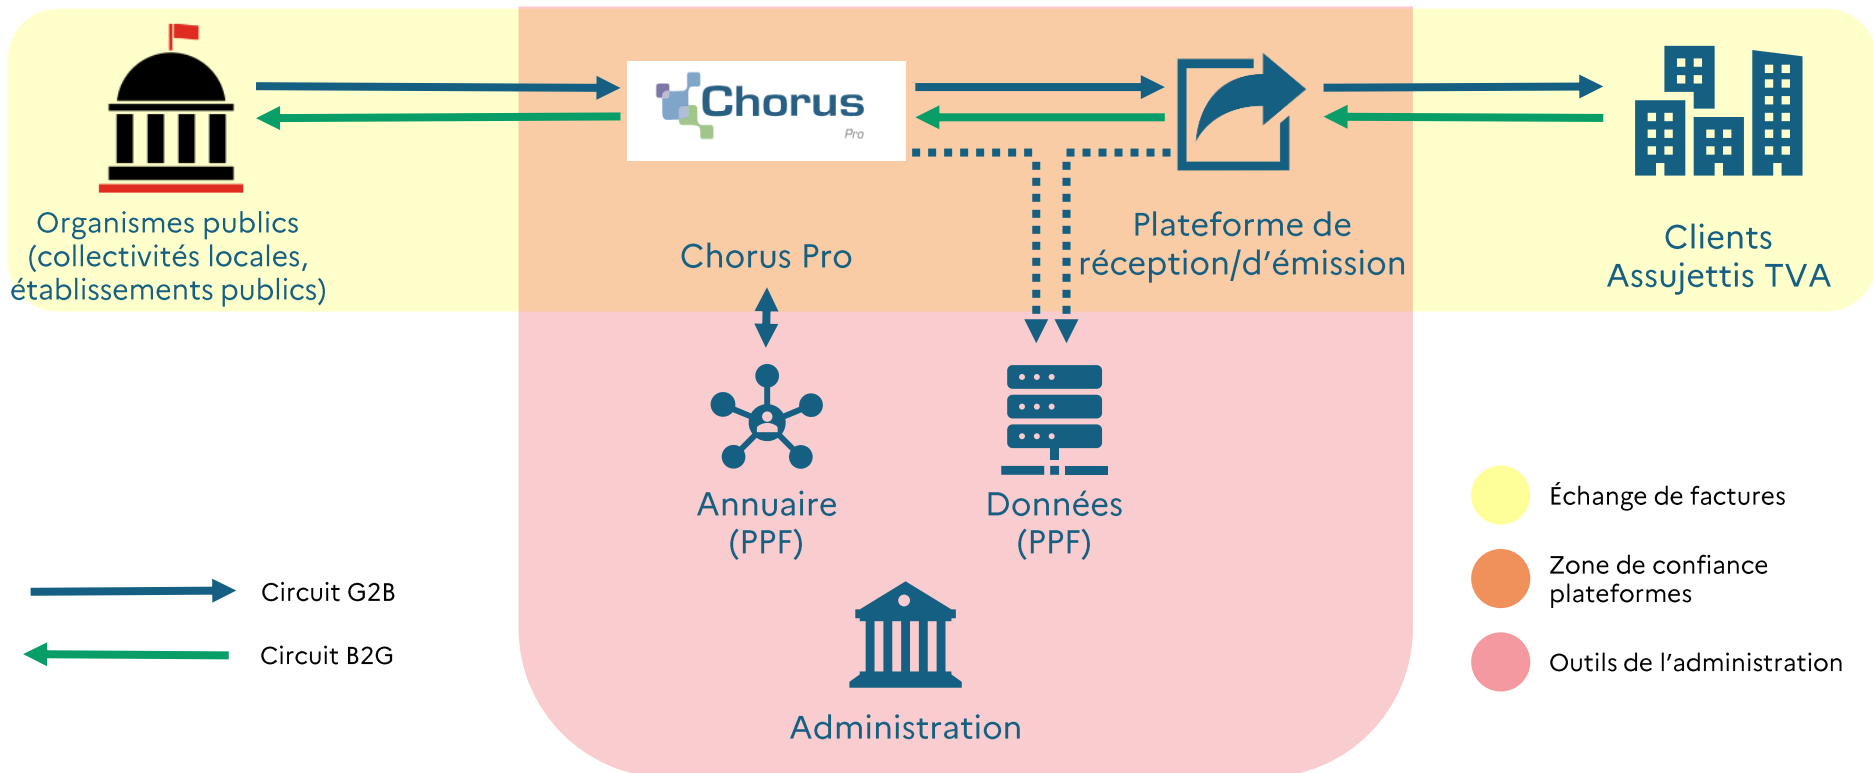 Chorus
Pro
Organismes publics
(collectivités locales,
établissements publics)
Chorus Pro
Plateforme de
réception/d'émission
Clients
Assujettis TVA
Annuaire
(PPF)
Données
(PPF)
Administration
Circuit G2B
Circuit B2G
Échange de factures
Zone de confiance
plateformes
Outils de l'administration